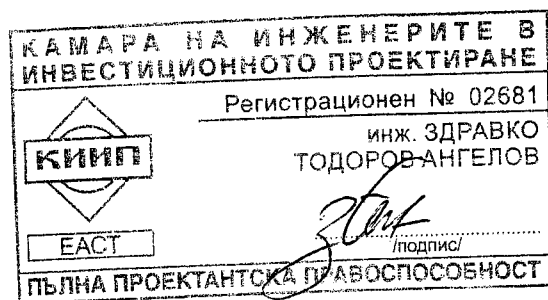 КАМАРА НА ИНЖЕНЕРИТЕ В
ИНВЕСТИЦИОННОТО ПРОЕКТИРАНЕ
Регистрационен № 02681
инж. ЗДРАВКО
ТОДОРОВ АНГЕЛОВ
КИИП
ЕАСТ
/подпис/
ПЪЛНА ПРОЕКТАНТСКА ПРАВОСПОСОБНОСТ